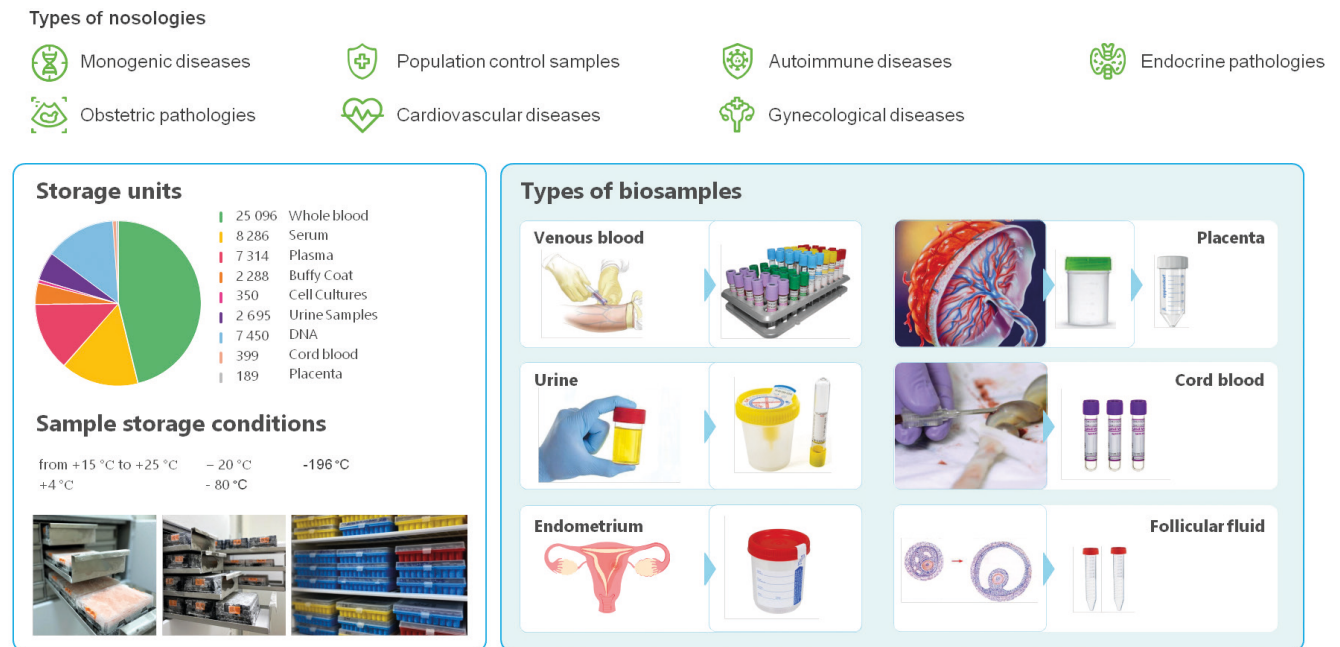 Types of nosologies
Monogenic diseases
Population control samples
Autoimmune diseases
Endocrine pathologies
Obstetric pathologies
Cardiovascular diseases
Gynecological diseases
Storage units
25 096 Whole blood
8 286 Serum
7 314 Plasma
2 288 Buffy Coat
350 Cell Cultures
2 695 Urine Samples
7 450 DNA
399 Cord blood
189 Placenta
Sample storage conditions
from +15 °C to +25 °C – 20 °C -196 °C
+4 °C - 80 °C
Types of biosamples
Venous blood
Placenta
Urine
Cord blood
Endometrium
Follicular fluid